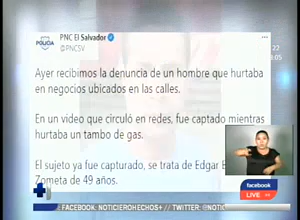 PNC El Salvador
@PNCSV
POLICÍA
22
Ayer recibimos la denuncia de un hombre que hurtaba
en negocios ubicados en las calles.
En un video que circuló en redes, fue captado mientras
hurtaba un tambo de gas.
El sujeto ya fue capturado, se trata de Edgar
Zometa de 49 años.
facebook
LIVE
FACEBOOK: NOTICIEROHECHOS+ // TWITTER: @NOTI